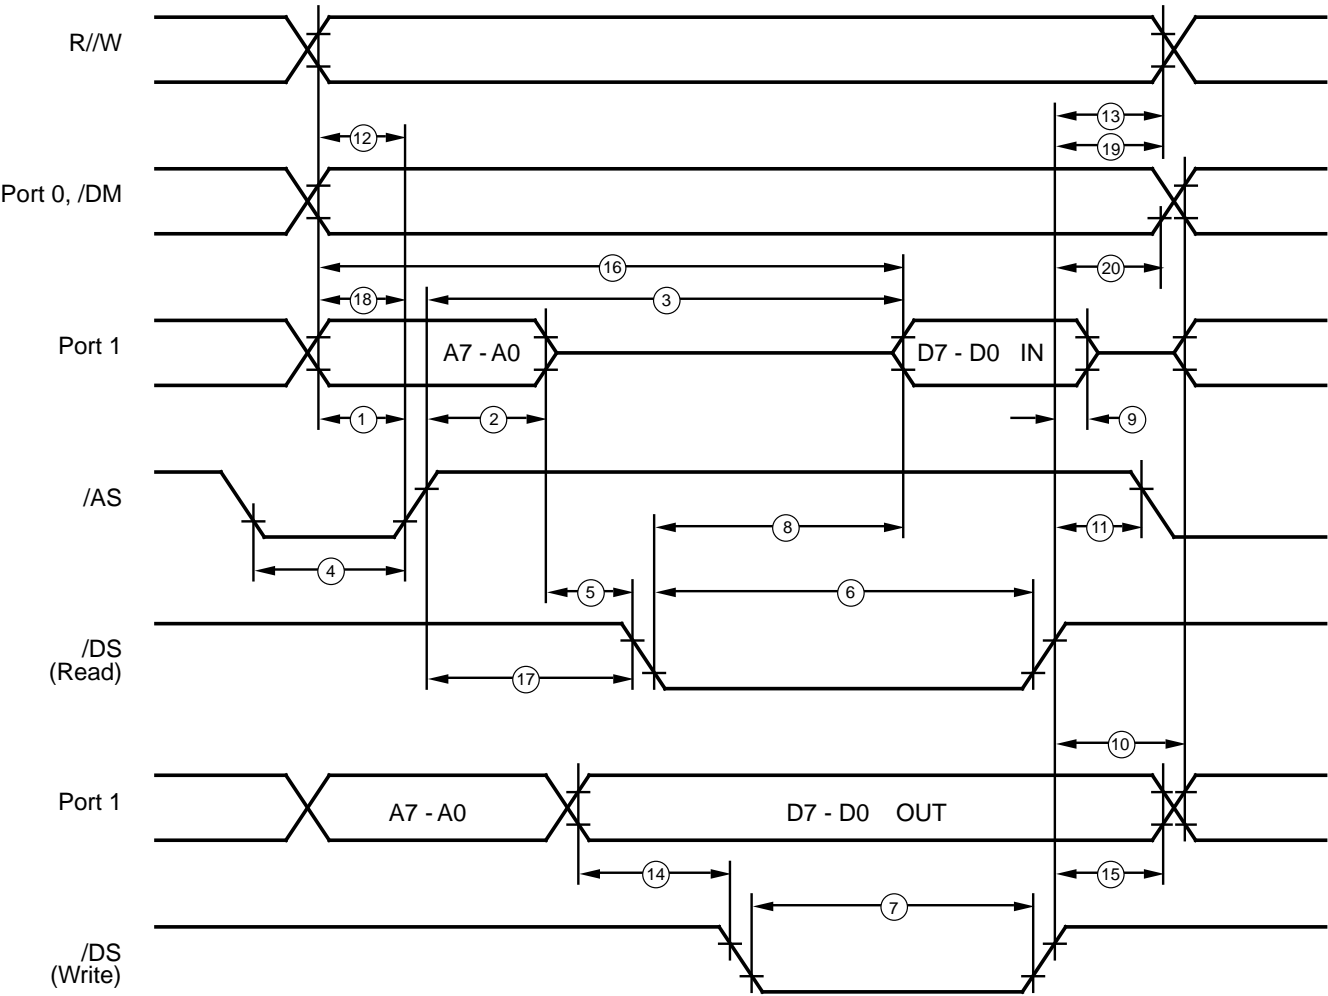 R//W
13
12
19
Port 0, /DM
16
20
18
3
Port 1
A7 - A0
D7 - D0 IN
1
2
9
/AS
8
11
4
5
6
/DS
(Read)
17
10
Port 1
A7 - A0
D7 - D0 OUT
14
15
7
/DS
(Write)